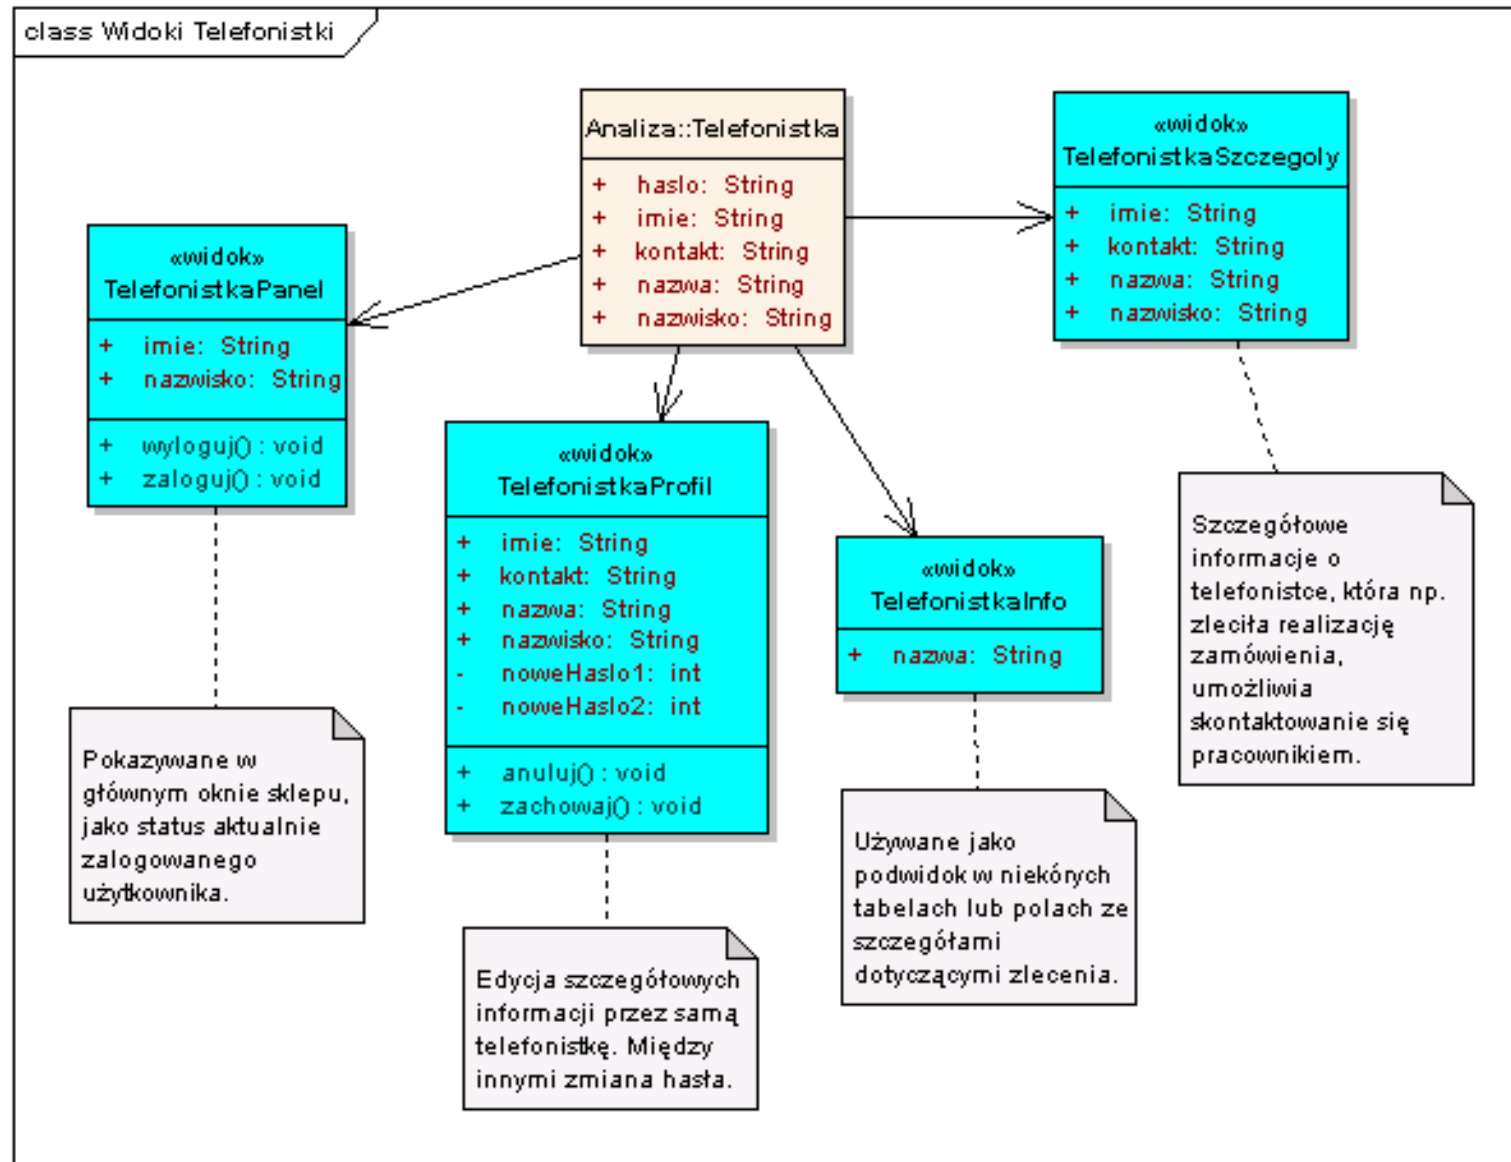 class Widoki Telefonistki
Analiza::Telefonistka
+ haslo: String
+ imie: String
+ kontakt: String
+ nazwa: String
+ nazwisko: String
«widok»
TelefonistkaSzczegoly
+ imie: String
+ kontakt: String
+ nazwa: String
+ nazwisko: String
«widok»
TelefonistkaPanel
+ imie: String
+ nazwisko: String
+ wyloguj() : void
+ zaloguj() : void
«widok»
TelefonistkaProfil
+ imie: String
+ kontakt: String
+ nazwa: String
+ nazwisko: String
- noweHaslo1: int
- noweHaslo2: int
+ anuluj() : void
+ zachowaj() : void
«widok»
TelefonistkaInfo
+ nazwa: String
Szczegółowe
informacje o
telefonistce, która np.
zleciła realizację
zamówienia,
umożliwia
skontaktowanie się
pracownikiem.
Pokazywane w
głównym oknie sklepu,
jako status aktualnie
zalogowanego
użytkownika.
Używane jako
podwidok w niekórych
tabelach lub polach ze
szczegółami
dotyczącymi zlecenia.
Edycja szczegółowych
informacji przez samą
telefonistkę. Między
innymi zmiana hasła.